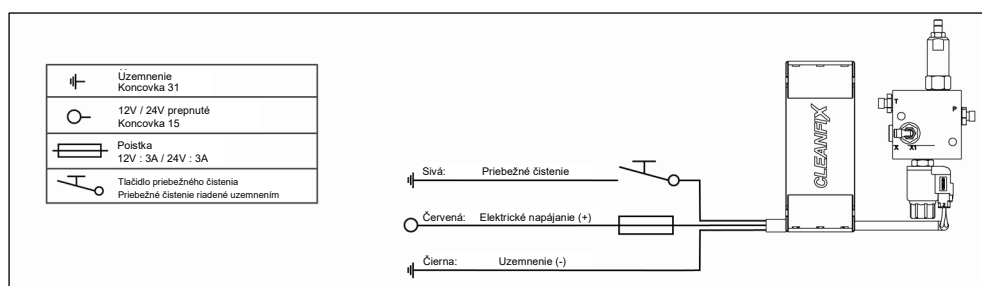 Uzemnenie
Koncovka 31
12V / 24V prepnuté
Koncovka 15
Poistka
12V : 3A / 24V : 3A
Tlačidlo priebežného čistenia
Priebežné čistenie riadené uzemnením
Sivá: Priebežné čistenie
Červená: Elektrické napájanie (+)
Čierna: Uzemnenie (-)
CLEANFIX
T
P
X X1